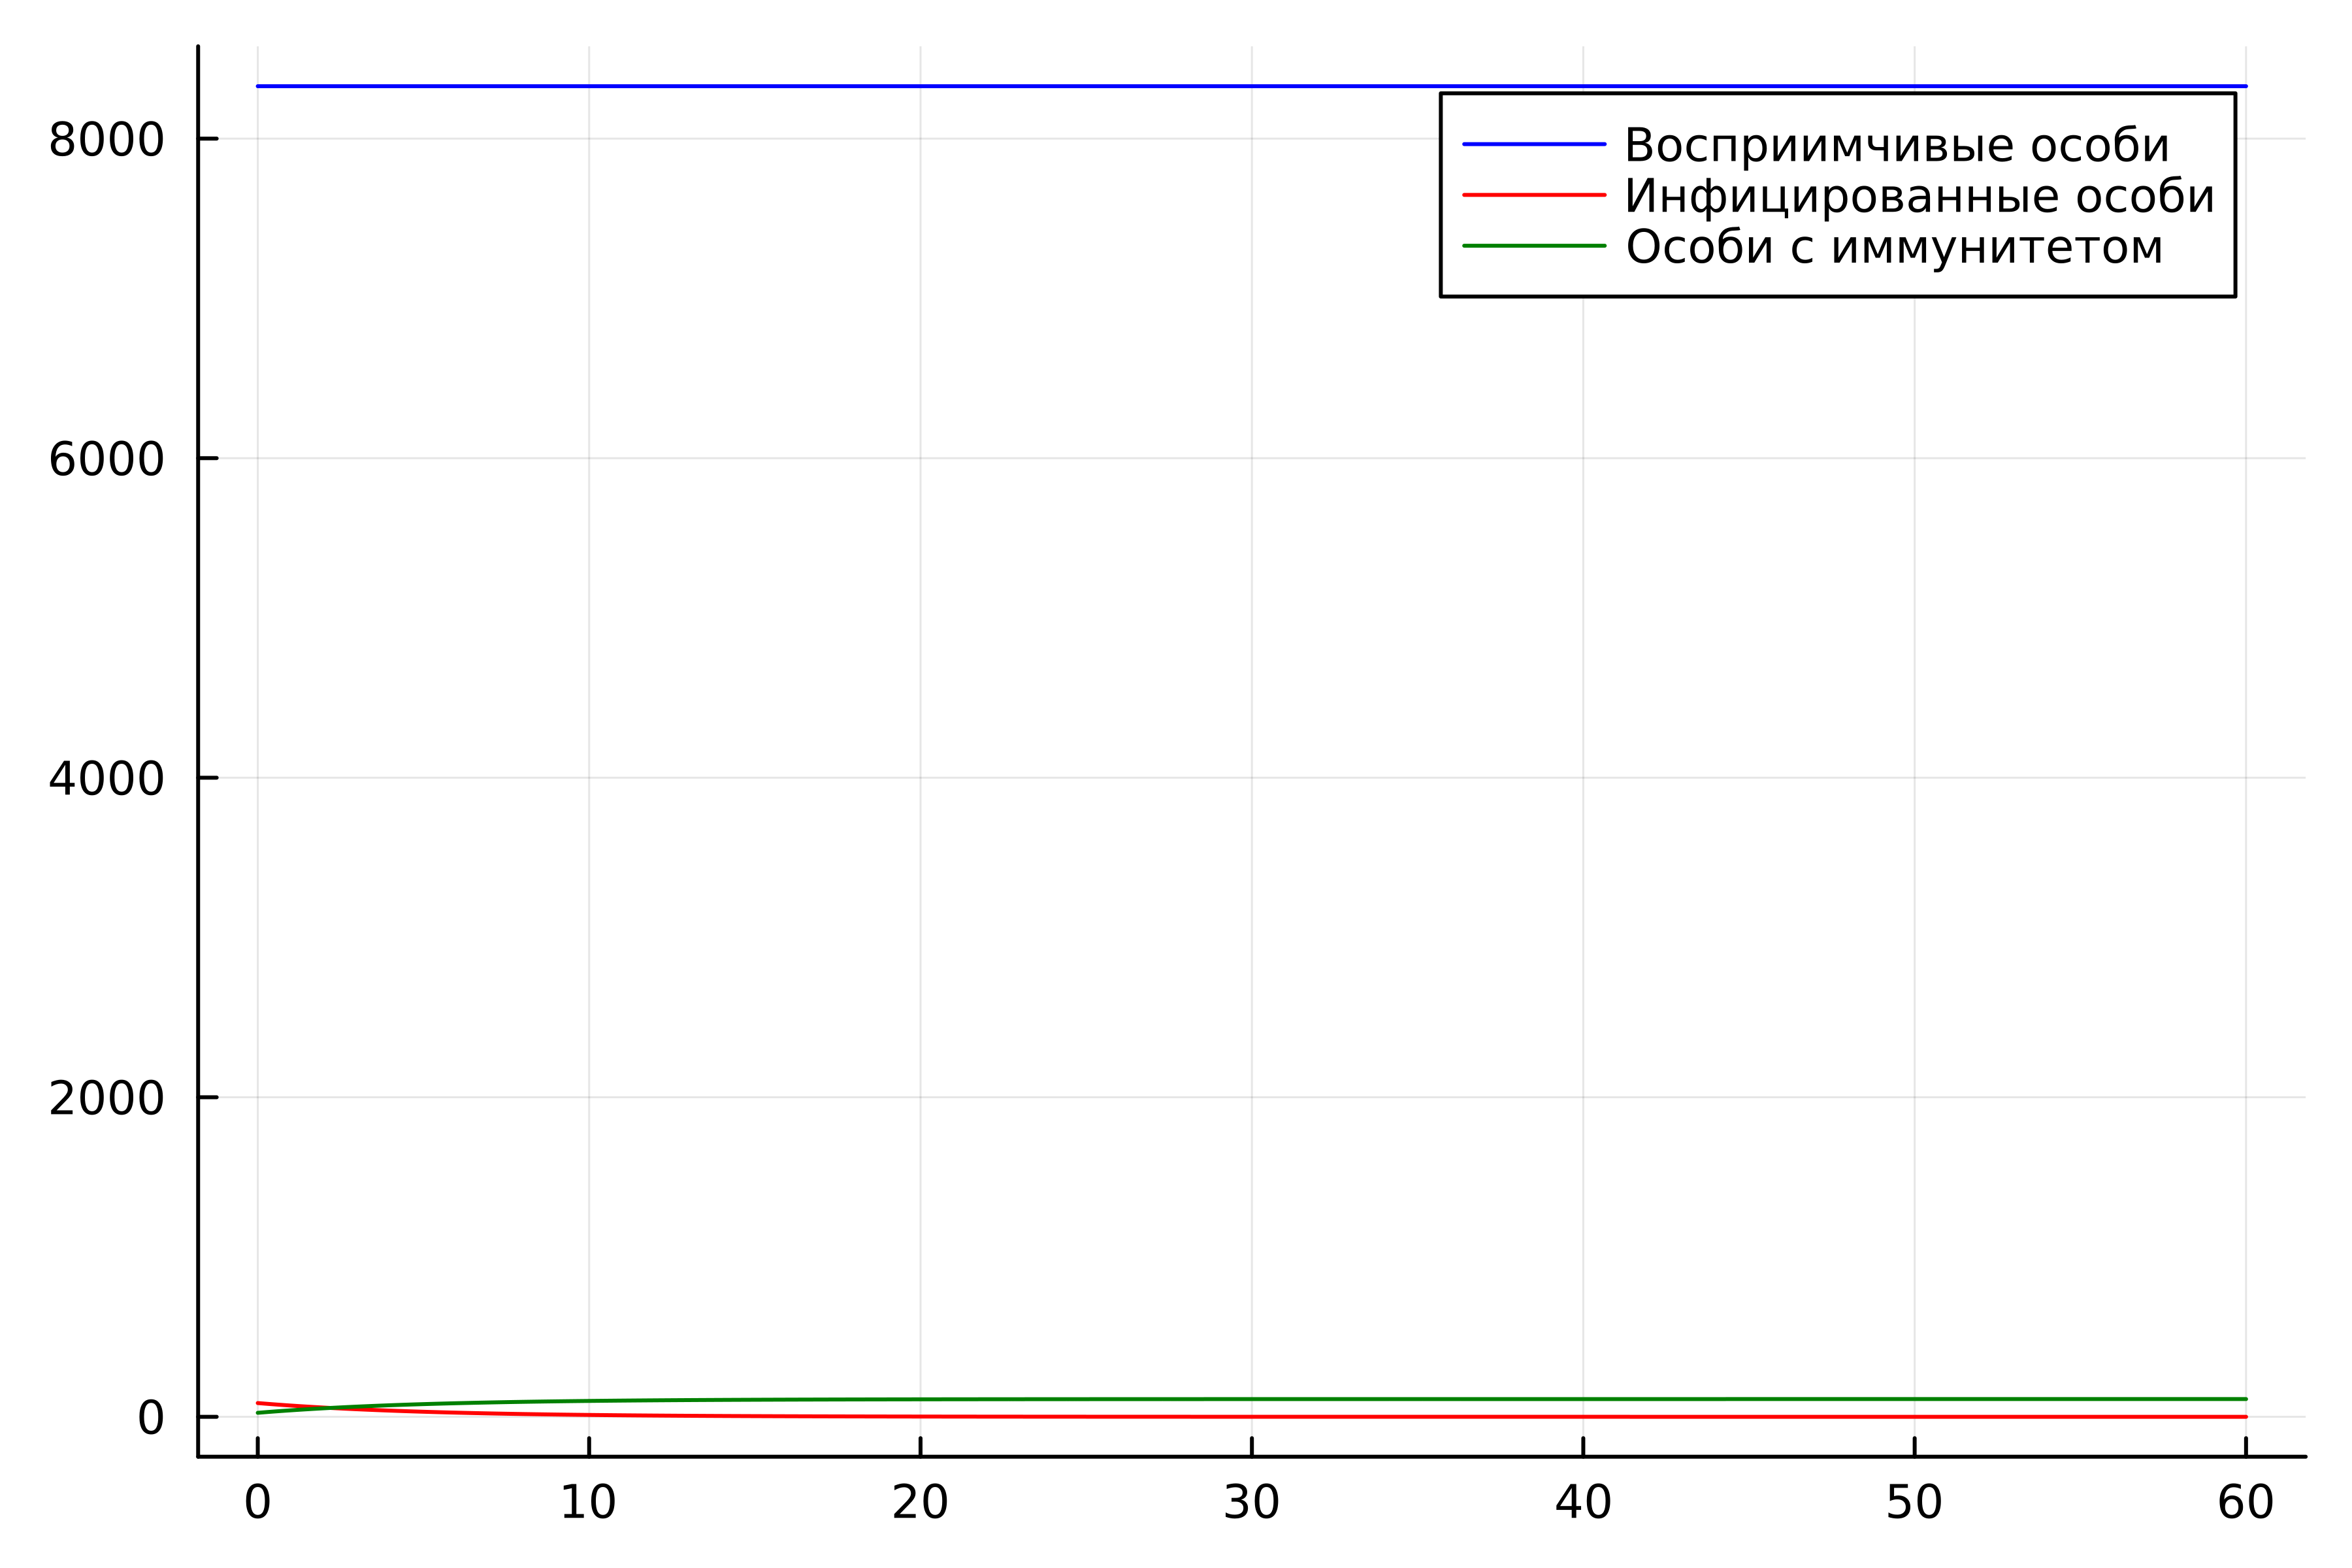 8000
Восприимчивые особи
Инфицированные особи
Особи с иммунитетом
6000
4000
2000
0
0 10 20 30 40 50 60